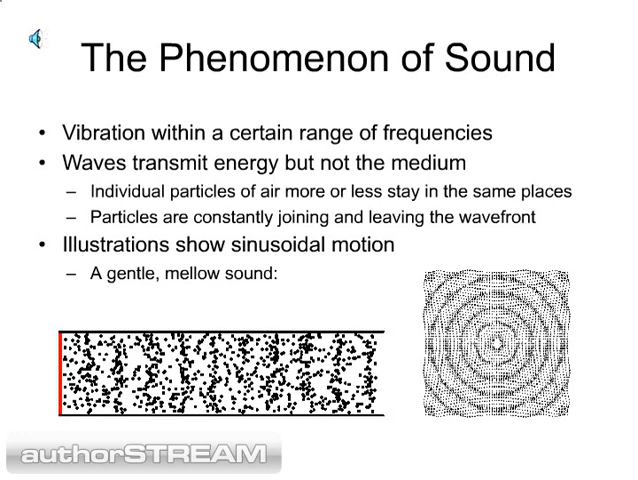 The Phenomenon of Sound
• Vibration within a certain range of frequencies
• Waves transmit energy but not the medium
– Individual particles of air more or less stay in the same places
– Particles are constantly joining and leaving the wavefront
• Illustrations show sinusoidal motion
– A gentle, mellow sound:
authorSTREAM